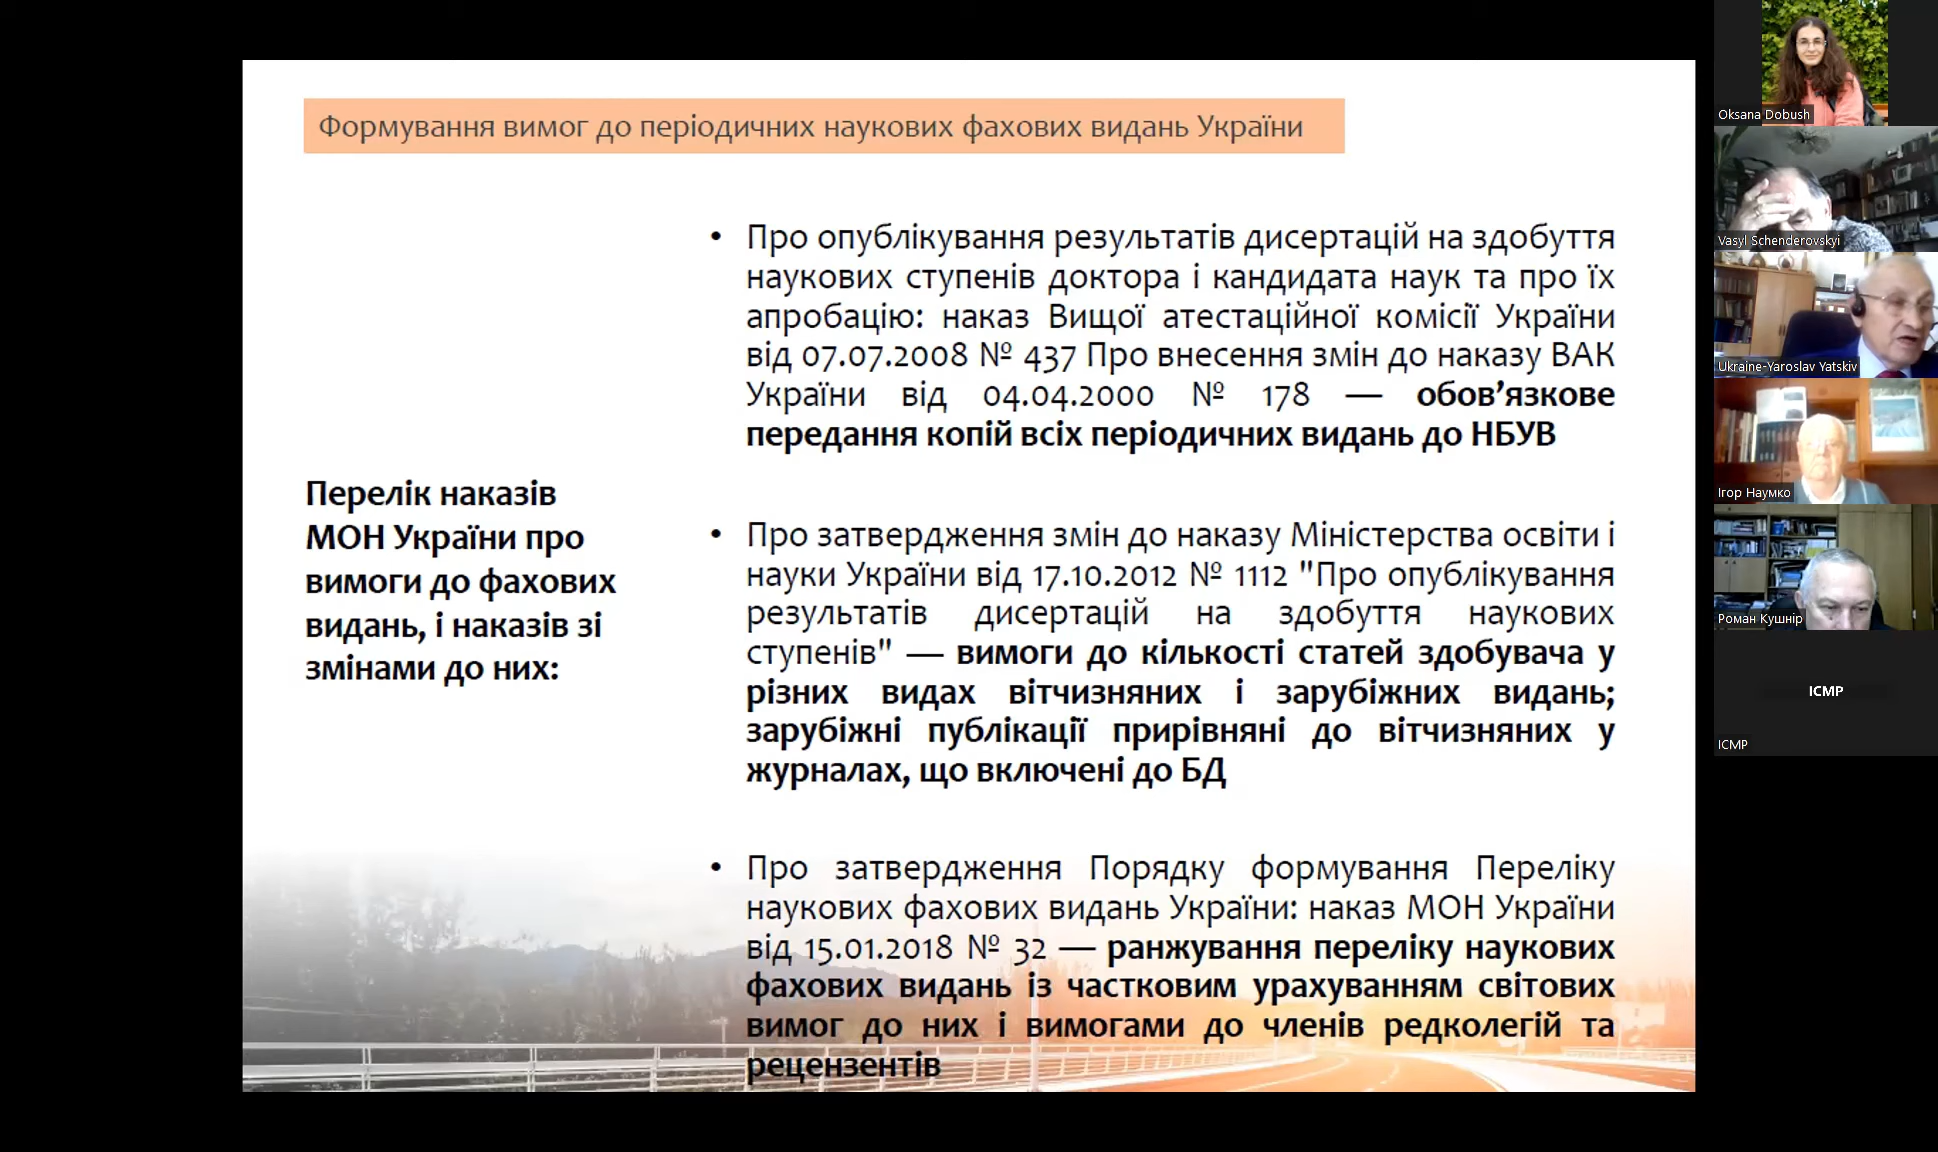 Формування вимог до періодичних наукових фахових видань України
Перелік наказів
МОН України про
вимоги до фахових
видань, і наказів зі
змінами до них:
• Про опублікування результатів дисертацій на здобуття
наукових ступенів доктора і кандидата наук та про їх
апробацію: наказ Вищої атестаційної комісії України
від 07.07.2008 № 437 Про внесення змін до наказу ВАК
України від 04.04.2000 № 178 — обов’язкове
передання копій всіх періодичних видань до НБУВ
• Про затвердження змін до наказу Міністерства освіти і
науки України від 17.10.2012 № 1112 "Про опублікування
результатів дисертацій на здобуття наукових
ступенів" — вимоги до кількості статей здобувача у
різних видах вітчизняних і зарубіжних видань;
зарубіжні публікації прирівняні до вітчизняних у
журналах, що включені до БД
• Про затвердження Порядку формування Переліку
наукових фахових видань України: наказ МОН України
від 15.01.2018 № 32 — ранжування переліку наукових
фахових видань із частковим урахуванням світових
вимог до них і вимогами до членів редколегій та
рецензентів
Oksana Dobush
Vasyl Schenderovskyi
Ukraine-Yaroslav Yatskiv
Ігор Наумко
Роман Кушнір
ICMP
ICMP